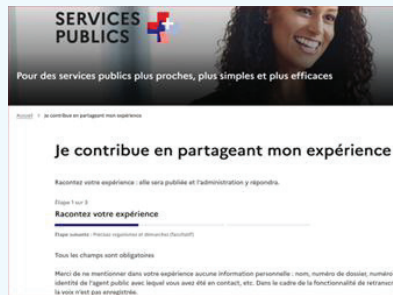 SERVICES
PUBLICS
Pour des services publics plus proches, plus simples et plus efficaces
Accueil > Je contribue en partageant mon expérience
Je contribue en partageant mon expérience
Racontez votre expérience : elle sera publiée et l'administration y répondra.
Étape 1 sur 3
Racontez votre expérience
Étape suivante : Préciser organismes et démarches (facultatif)
Tous les champs sont obligatoires
Merci de ne mentionner dans votre expérience aucune information personnelle : nom, numéro de dossier, numéro
identité de l'agent public avec lequel vous avez été en contact, etc. Dans le cadre de la fonctionnalité de retranscr
la voix n'est pas enregistrée.